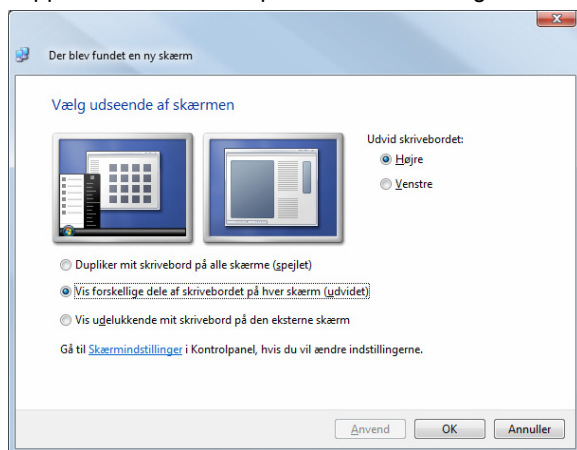 Der blev fundet en ny skærm
Vælg udseende af skærmen
Udvid skrivebordet:
Højre
Venstre
Dupliker mit skrivebord på alle skærme (spejlet)
Vis forskellige dele af skrivebordet på hver skærm (udvidet)
Vis udelukkende mit skrivebord på den eksterne skærm
Gå til Skærmindstillinger i Kontrolpanel, hvis du vil ændre indstillingerne.
Anvend OK Annuller